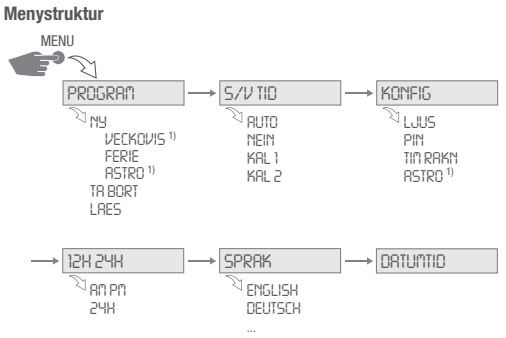 Menystruktur
MENU
PROGRAM
NY
VECKOVIS 1)
FERIE
ASTRO 1)
TA BORT
LAES
S/V TID
AUTO
NEIN
KAL 1
KAL 2
KONFIG
LJUS
PIN
TIM RAKN
ASTRO 1)
12H 24H
AM PM
24H
SPRAK
ENGLISH
DEUTSCH
...
DATUMTID